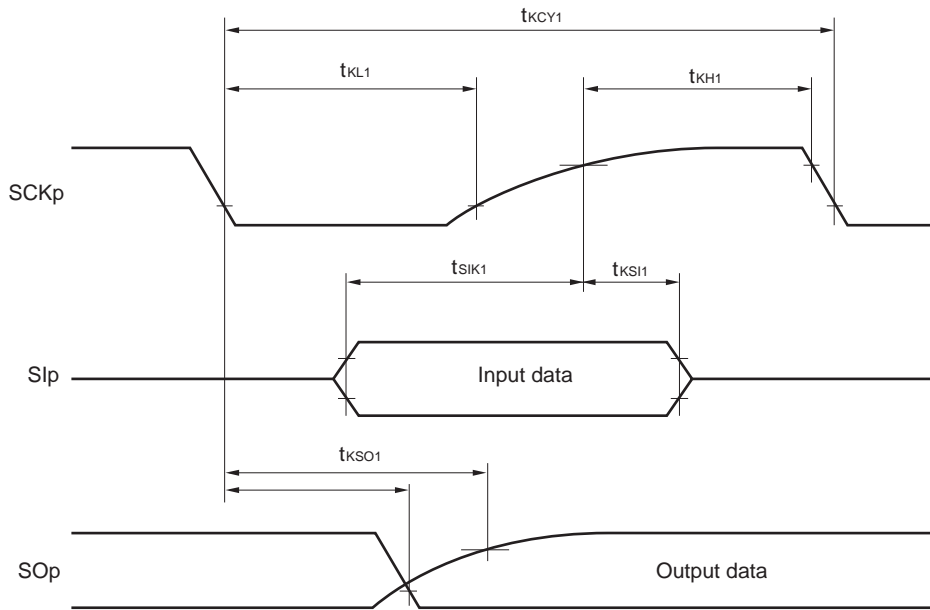 tKCY1
tKL1
tKH1
SCKp
tSIK1
tKSI1
SIp
Input data
tKSO1
SOp
Output data